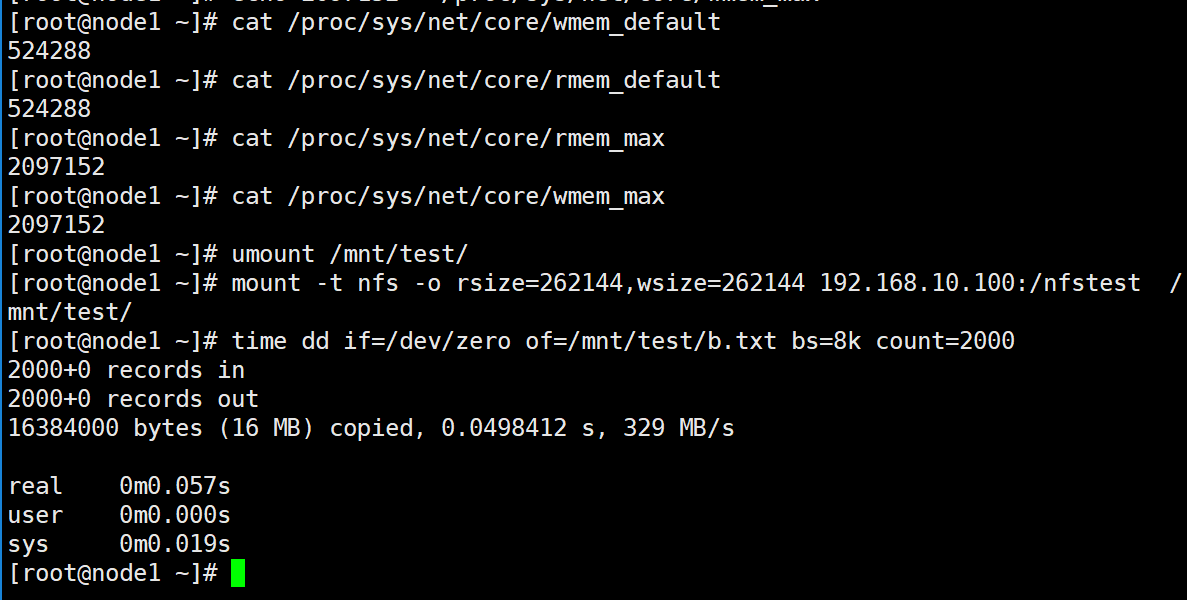 [root@node1 ~]# cat /proc/sys/net/core/wmem_default
524288
[root@node1 ~]# cat /proc/sys/net/core/rmem_default
524288
[root@node1 ~]# cat /proc/sys/net/core/rmem_max
2097152
[root@node1 ~]# cat /proc/sys/net/core/wmem_max
2097152
[root@node1 ~]# umount /mnt/test/
[root@node1 ~]# mount -t nfs -o rsize=262144,wsize=262144 192.168.10.100:/nfstest  /
mnt/test/
[root@node1 ~]# time dd if=/dev/zero of=/mnt/test/b.txt bs=8k count=2000
2000+0 records in
2000+0 records out
16384000 bytes (16 MB) copied, 0.0498412 s, 329 MB/s
real    0m0.057s
user    0m0.000s
sys     0m0.019s
[root@node1 ~]#